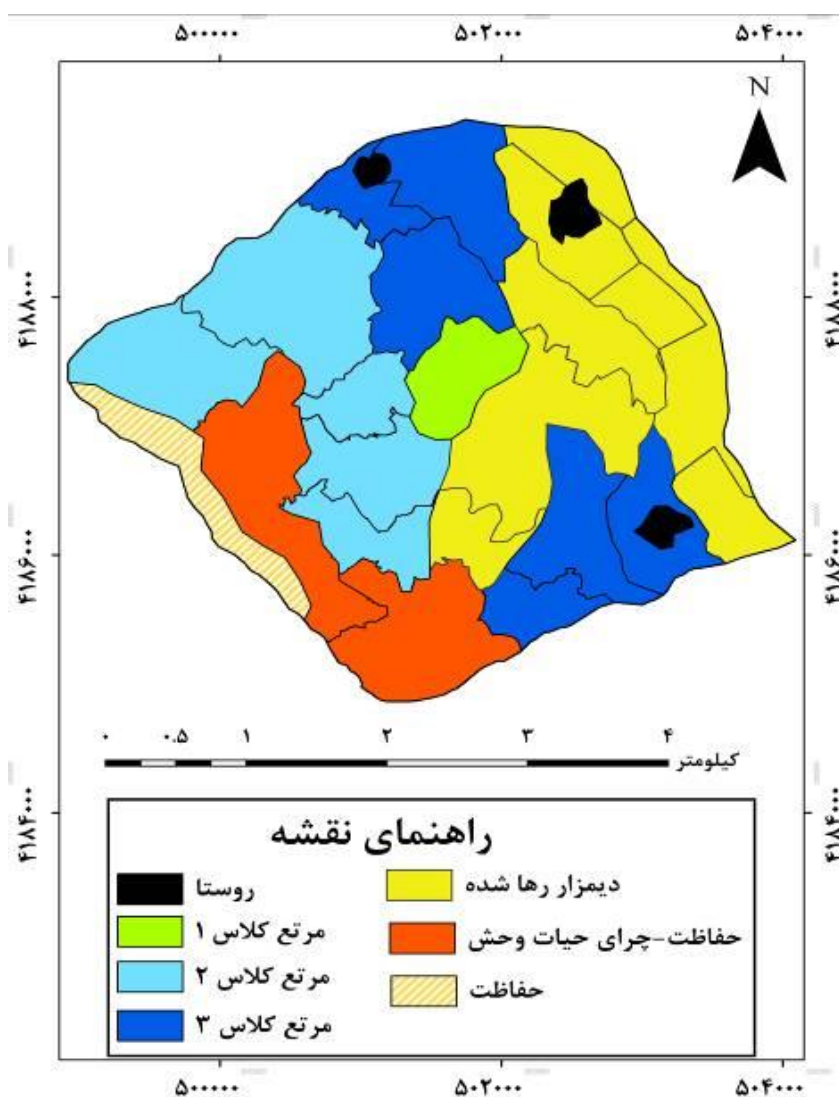 ۵۰۰۰۰۰ ۵۰۲۰۰۰ ۵۰۴۰۰۰
N
۴۱۸۸۰۰۰ ۴۱۸۸۰۰۰
۴۱۸۶۰۰۰ ۴۱۸۶۰۰۰
۰ ۰.۵ ۱ ۲ ۳ ۴
کیلومتر
۴۱۸۴۰۰۰ ۴۱۸۴۰۰۰
راهنمای نقشه
روستا
مرتع کلاس ۱
مرتع کلاس ۲
مرتع کلاس ۳
دیمزار رها شده
حفاظت-چرای حیات وحش
حفاظت
۵۰۰۰۰۰ ۵۰۲۰۰۰ ۵۰۴۰۰۰